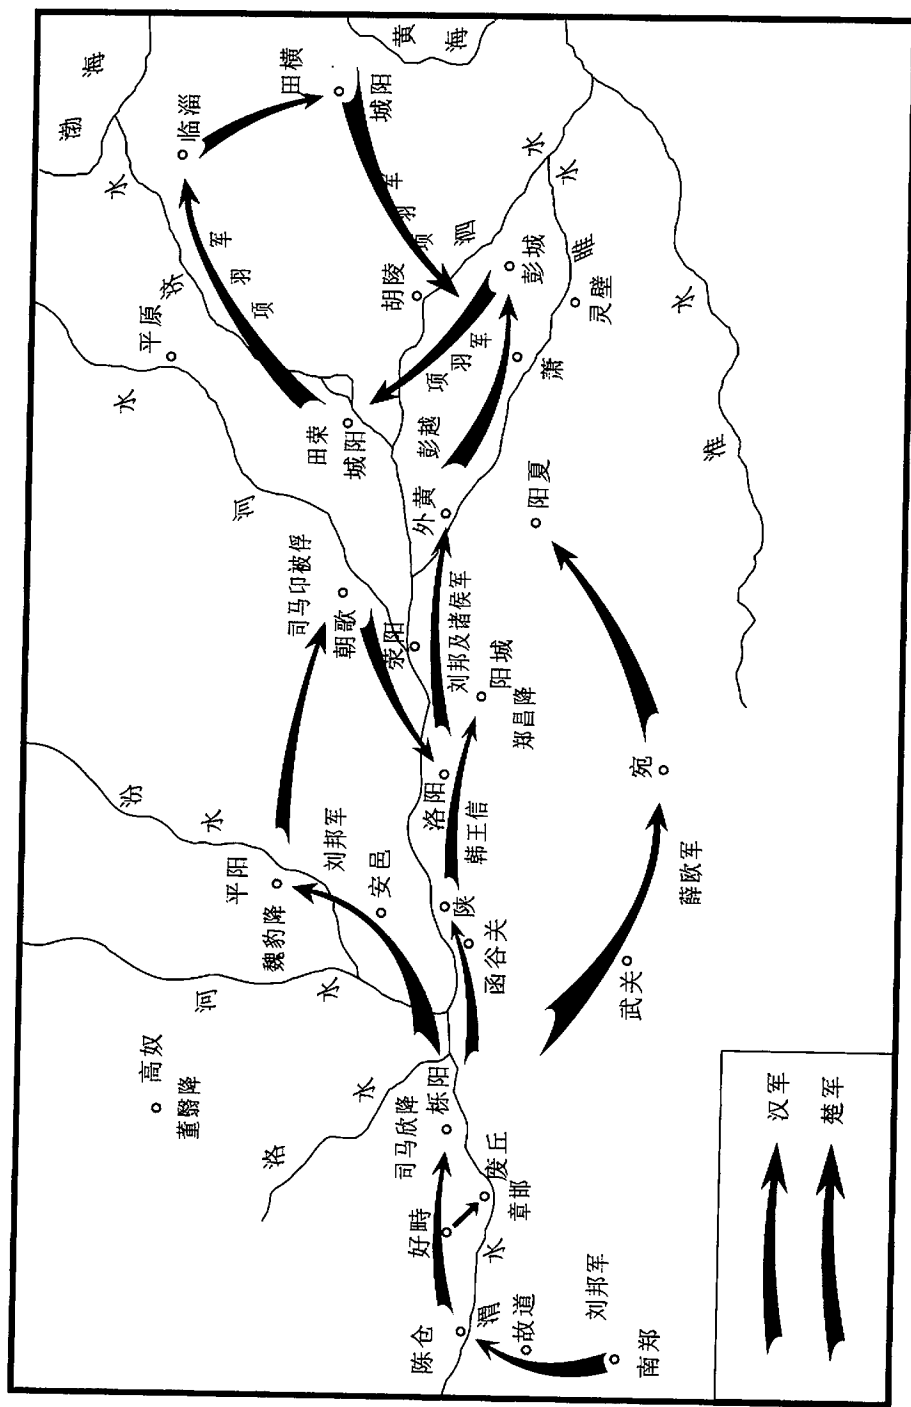 渤海
黄海
临淄
田横
城阳
项羽军
项羽军
济水
平原
河水
泗水
胡陵
彭城
睢水
灵壁
项羽军
萧
彭越
田荣
城阳
外黄
阳夏
淮水
司马卬被俘
朝歌
荥阳
刘邦及诸侯军
阳城
郑昌降
汾水
平阳
魏豹降
刘邦军
安邑
洛阳
韩王信
陕
函谷关
宛
薛欧军
武关
河水
高奴
董翳降
洛水
司马欣降
栎阳
废丘
章邯
好畤
渭水
陈仓
故道
刘邦军
南郑
汉军
楚军